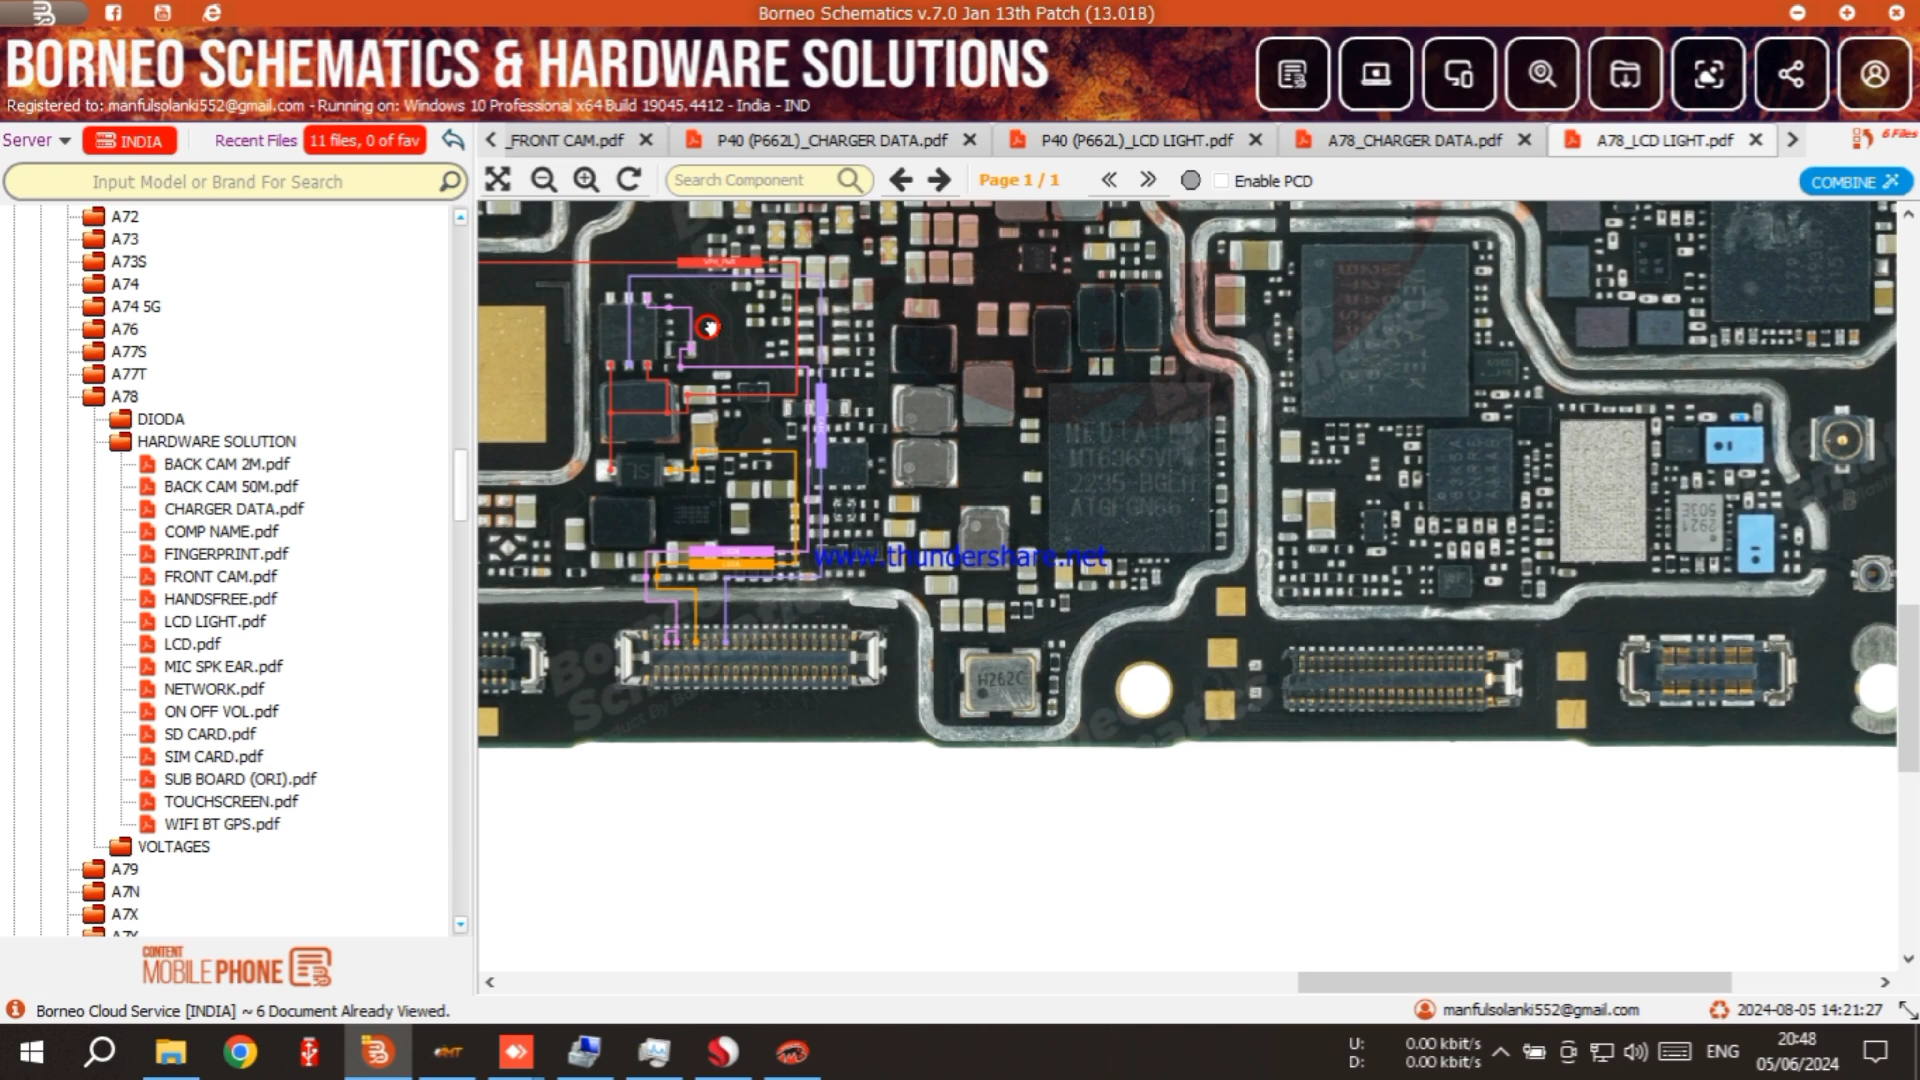 Borneo Schematics v.7.0 Jan 13th Patch (13.01B)
BORNEO SCHEMATICS & HARDWARE SOLUTIONS
Registered to: manfulsolanki552@gmail.com - Running on: Windows 10 Professional x64 Build 19045.4412 - India - IND
Server INDIA Recent Files 11 files, 0 of fav
_FRONT CAM.pdf P40 (P662L)_CHARGER DATA.pdf P40 (P662L)_LCD LIGHT.pdf A78_CHARGER DATA.pdf A78_LCD LIGHT.pdf 6 Files
Input Model or Brand For Search
Search Component Page 1 / 1 Enable PCD COMBINE
A72
A73
A73S
A74
A74 5G
A76
A77S
A77T
A78
DIODA
HARDWARE SOLUTION
BACK CAM 2M.pdf
BACK CAM 50M.pdf
CHARGER DATA.pdf
COMP NAME.pdf
FINGERPRINT.pdf
FRONT CAM.pdf
HANDSFREE.pdf
LCD LIGHT.pdf
LCD.pdf
MIC SPK EAR.pdf
NETWORK.pdf
ON OFF VOL.pdf
SD CARD.pdf
SIM CARD.pdf
SUB BOARD (ORI).pdf
TOUCHSCREEN.pdf
WIFI BT GPS.pdf
VOLTAGES
A79
A7N
A7X
VPH_PWR
MEDIATEK
www.thundershare.net
H262C
CONTENT
MOBILE PHONE
Borneo Cloud Service [INDIA] ~ 6 Document Already Viewed.
manfulsolanki552@gmail.com
2024-08-05 14:21:27
U: 0.00 kbit/s
D: 0.00 kbit/s
ENG
20:48
05/06/2024